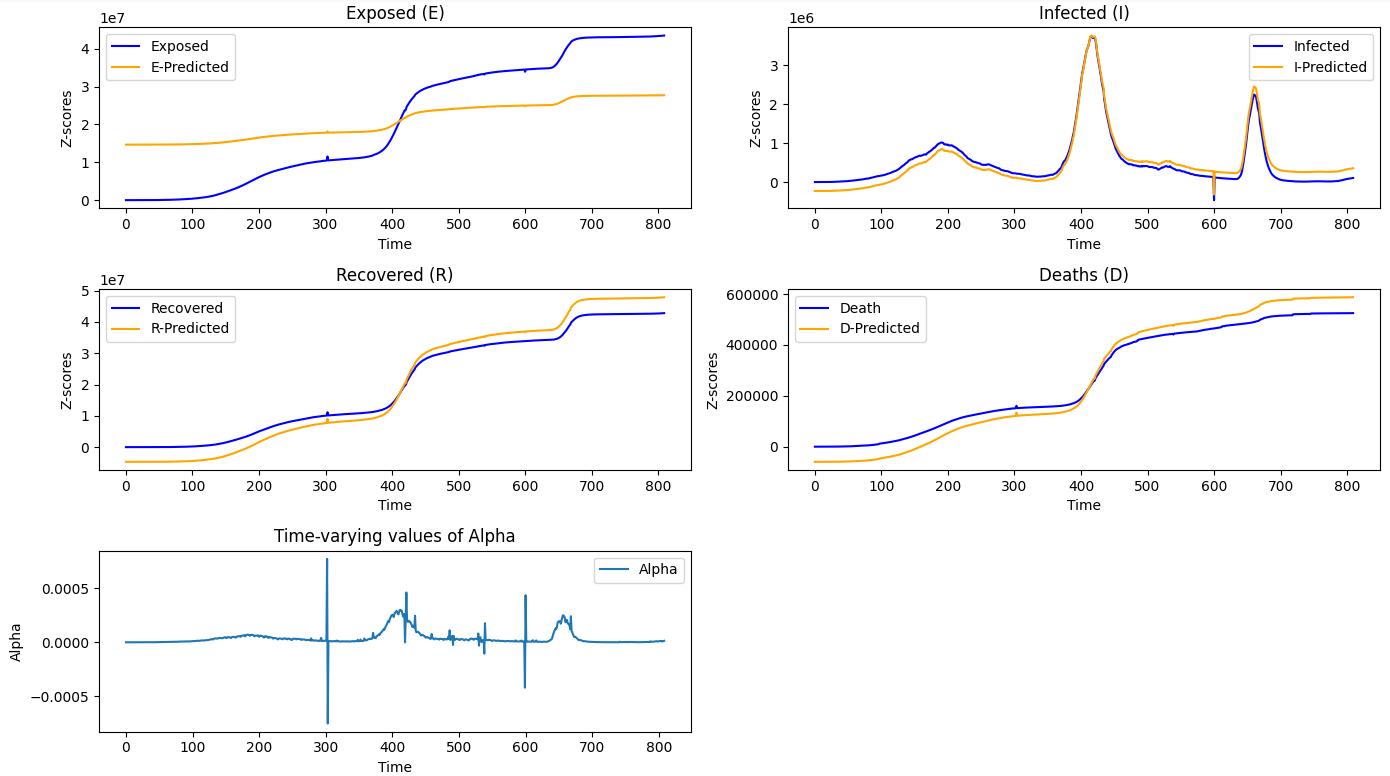 Exposed (E)
1e7
Exposed
E-Predicted
Z-scores
4
3
2
1
0
0 100 200 300 400 500 600 700 800
Time
Infected (I)
1e6
Infected
I-Predicted
Z-scores
3
2
1
0
0 100 200 300 400 500 600 700 800
Time
Recovered (R)
1e7
Recovered
R-Predicted
Z-scores
5
4
3
2
1
0
0 100 200 300 400 500 600 700 800
Time
Deaths (D)
Death
D-Predicted
Z-scores
600000
400000
200000
0
0 100 200 300 400 500 600 700 800
Time
Time-varying values of Alpha
Alpha
Alpha
0.0005
0.0000
−0.0005
0 100 200 300 400 500 600 700 800
Time